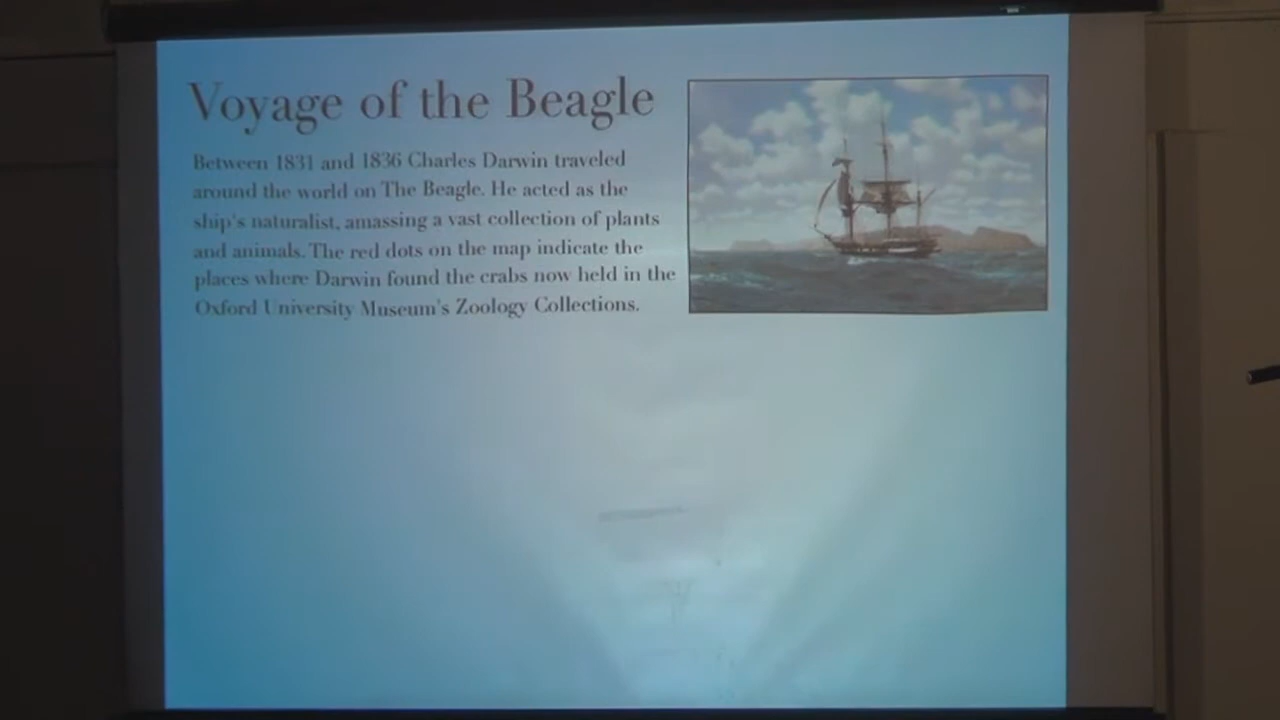 Voyage of the Beagle
Between 1831 and 1836 Charles Darwin traveled
around the world on The Beagle. He acted as the
ship's naturalist, amassing a vast collection of plants
and animals. The red dots on the map indicate the
places where Darwin found the crabs now held in the
Oxford University Museum's Zoology Collections.